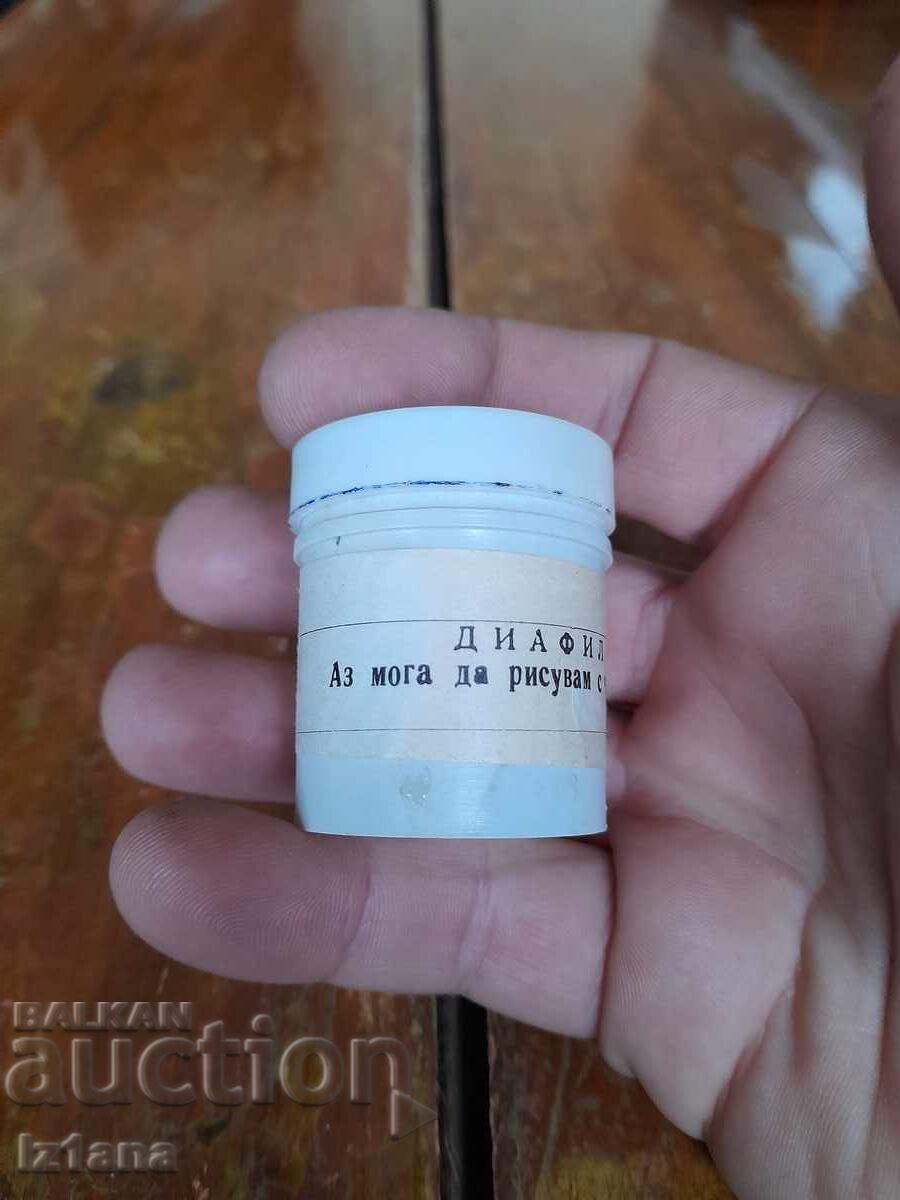 ДИАФИЛ
Аз мога да рисувам с
BALKAN
auction
Iz1ana